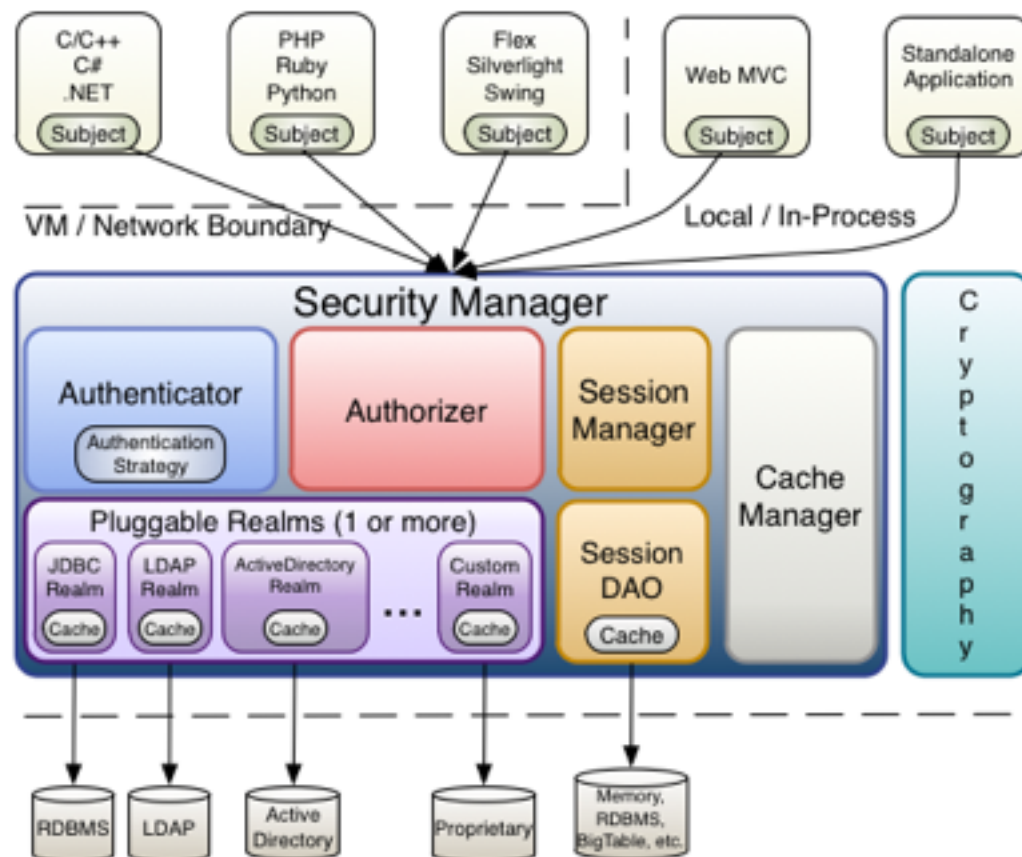 C/C++
C#
.NET
Subject
PHP
Ruby
Python
Subject
Flex
Silverlight
Swing
Subject
Web MVC
Subject
Standalone
Application
Subject
VM / Network Boundary
Local / In-Process
Security Manager
Authenticator
Authentication
Strategy
Authorizer
Session
Manager
Cache
Manager
Cryptography
Pluggable Realms (1 or more)
JDBC
Realm
Cache
LDAP
Realm
Cache
ActiveDirectory
Realm
Cache
...
Custom
Realm
Cache
Session
DAO
Cache
RDBMS
LDAP
Active
Directory
Proprietary
Memory,
RDBMS,
BigTable, etc.